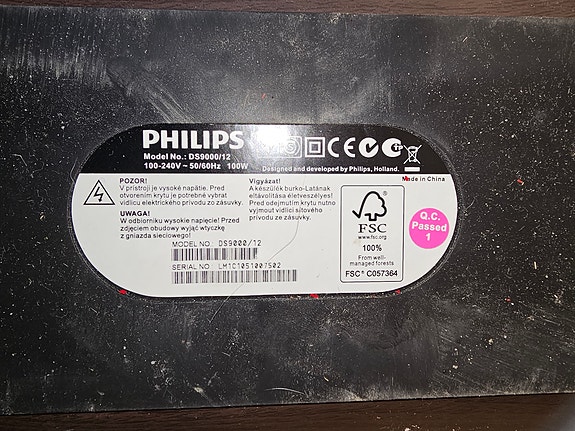 PHILIPS
Model No.: DS9000/12
100-240V ~ 50/60Hz 100W
Designed and developed by Philips, Holland.
Made in China
POZOR!
V prístroji je vysoké napätie. Pred
otvorením krytu je potrebné vybrat
vidlicu elektrického prívodu zo zásuvky.
UWAGA!
W odbiorniku wysokie napięcie! Przed
zdjęciem obudowy wyjąć wtyczkę
z gniazda sieciowego!
Vigyázat!
A készülék burko-Latának
eltávolítása életveszélyes!
Pred odejmutím krytu nutno
vyjmout vidlici síťového
prívodu ze zásuvky.
MODEL NO.: DS9000/12
SERIAL NO.: LM1C1051007502
FSC
www.fsc.org
100%
From well-
managed forests
FSC® C057364
Q.C.
Passed
1